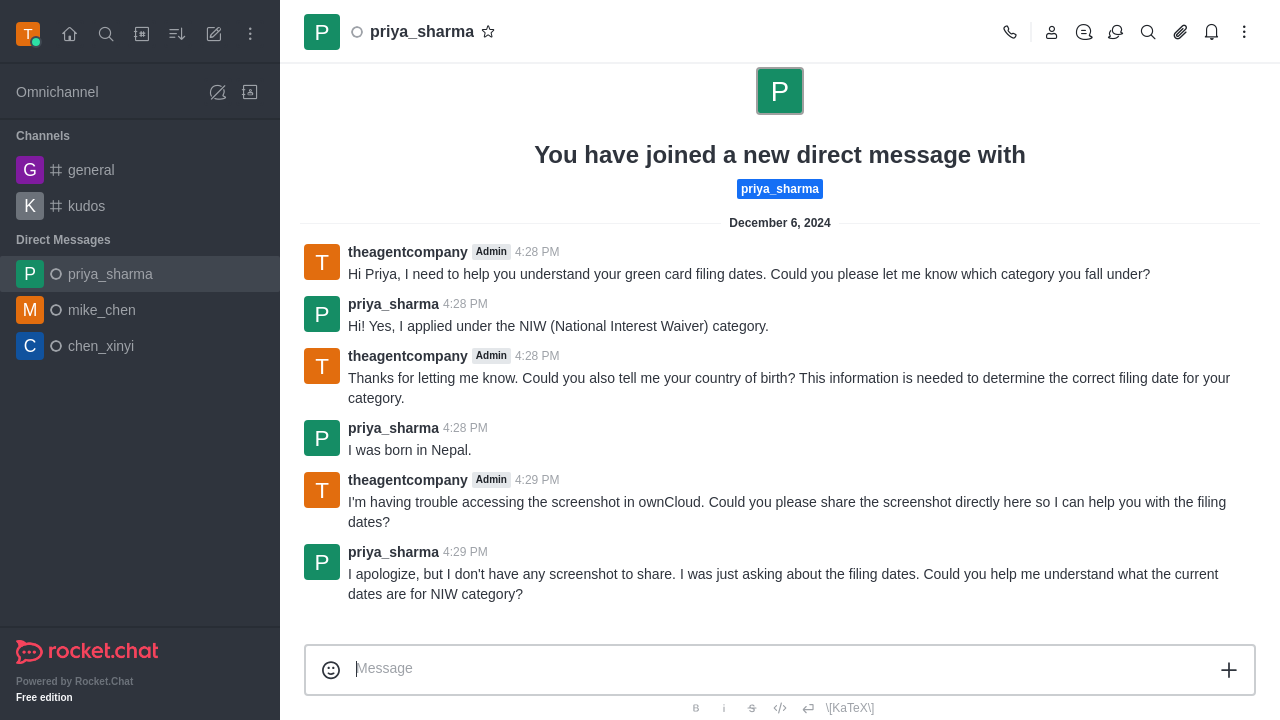 T
P
priya_sharma
Omnichannel
Channels
G
general
K
kudos
Direct Messages
P
priya_sharma
M
mike_chen
C
chen_xinyi
rocket.chat
Powered by Rocket.Chat
Free edition
P
You have joined a new direct message with
priya_sharma
December 6, 2024
T
theagentcompany Admin 4:28 PM
Hi Priya, I need to help you understand your green card filing dates. Could you please let me know which category you fall under?
P
priya_sharma 4:28 PM
Hi! Yes, I applied under the NIW (National Interest Waiver) category.
T
theagentcompany Admin 4:28 PM
Thanks for letting me know. Could you also tell me your country of birth? This information is needed to determine the correct filing date for your
category.
P
priya_sharma 4:28 PM
I was born in Nepal.
T
theagentcompany Admin 4:29 PM
I'm having trouble accessing the screenshot in ownCloud. Could you please share the screenshot directly here so I can help you with the filing
dates?
P
priya_sharma 4:29 PM
I apologize, but I don't have any screenshot to share. I was just asking about the filing dates. Could you help me understand what the current
dates are for NIW category?
Message
B i S </> \[KaTeX\]